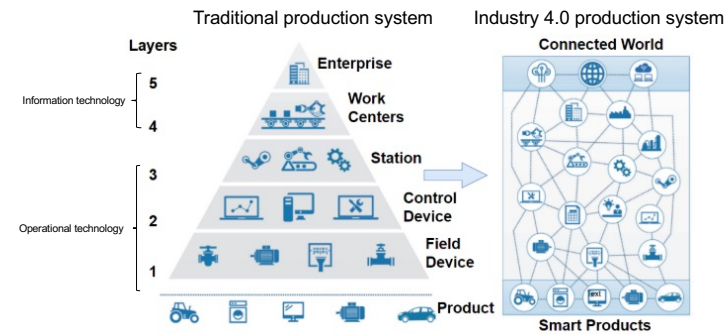 Traditional production system
Industry 4.0 production system
Layers
Connected World
Enterprise
5
Information technology
Work
Centers
4
Station
3
Control
Device
2
Operational technology
Field
Device
1
Product
Smart Products